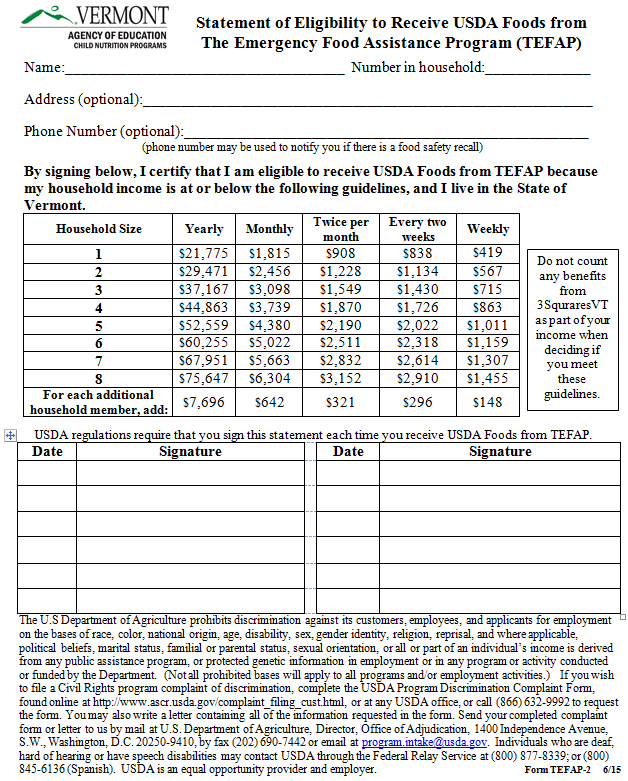 VERMONT
AGENCY OF EDUCATION
CHILD NUTRITION PROGRAMS
Statement of Eligibility to Receive USDA Foods from
The Emergency Food Assistance Program (TEFAP)
Name:________________________________________ Number in household:_______________
Address (optional):________________________________________________________________
Phone Number (optional):__________________________________________________________
(phone number may be used to notify you if there is a food safety recall)
By signing below, I certify that I am eligible to receive USDA Foods from TEFAP because
my household income is at or below the following guidelines, and I live in the State of
Vermont.
Household Size Yearly Monthly Twice per month Every two weeks Weekly
1 $21,775 $1,815 $908 $838 $419
2 $29,471 $2,456 $1,228 $1,134 $567
3 $37,167 $3,098 $1,549 $1,430 $715
4 $44,863 $3,739 $1,870 $1,726 $863
5 $52,559 $4,380 $2,190 $2,022 $1,011
6 $60,255 $5,022 $2,511 $2,318 $1,159
7 $67,951 $5,663 $2,832 $2,614 $1,307
8 $75,647 $6,304 $3,152 $2,910 $1,455
For each additional household member, add: $7,696 $642 $321 $296 $148
Do not count
any benefits
from
3SquraresVT
as part of your
income when
deciding if
you meet
these
guidelines.
USDA regulations require that you sign this statement each time you receive USDA Foods from TEFAP.
Date Signature Date Signature
The U.S Department of Agriculture prohibits discrimination against its customers, employees, and applicants for employment
on the bases of race, color, national origin, age, disability, sex, gender identity, religion, reprisal, and where applicable,
political beliefs, marital status, familial or parental status, sexual orientation, or all or part of an individual's income is derived
from any public assistance program, or protected genetic information in employment or in any program or activity conducted
or funded by the Department. (Not all prohibited bases will apply to all programs and/or employment activities.) If you wish
to file a Civil Rights program complaint of discrimination, complete the USDA Program Discrimination Complaint Form,
found online at http://www.ascr.usda.gov/complaint_filing_cust.html, or at any USDA office, or call (866) 632-9992 to request
the form. You may also write a letter containing all of the information requested in the form. Send your completed complaint
form or letter to us by mail at U.S. Department of Agriculture, Director, Office of Adjudication, 1400 Independence Avenue,
S.W., Washington, D.C. 20250-9410, by fax (202) 690-7442 or email at program.intake@usda.gov. Individuals who are deaf,
hard of hearing or have speech disabilities may contact USDA through the Federal Relay Service at (800) 877-8339; or (800)
845-6136 (Spanish). USDA is an equal opportunity provider and employer. Form TEFAP-2 6/15